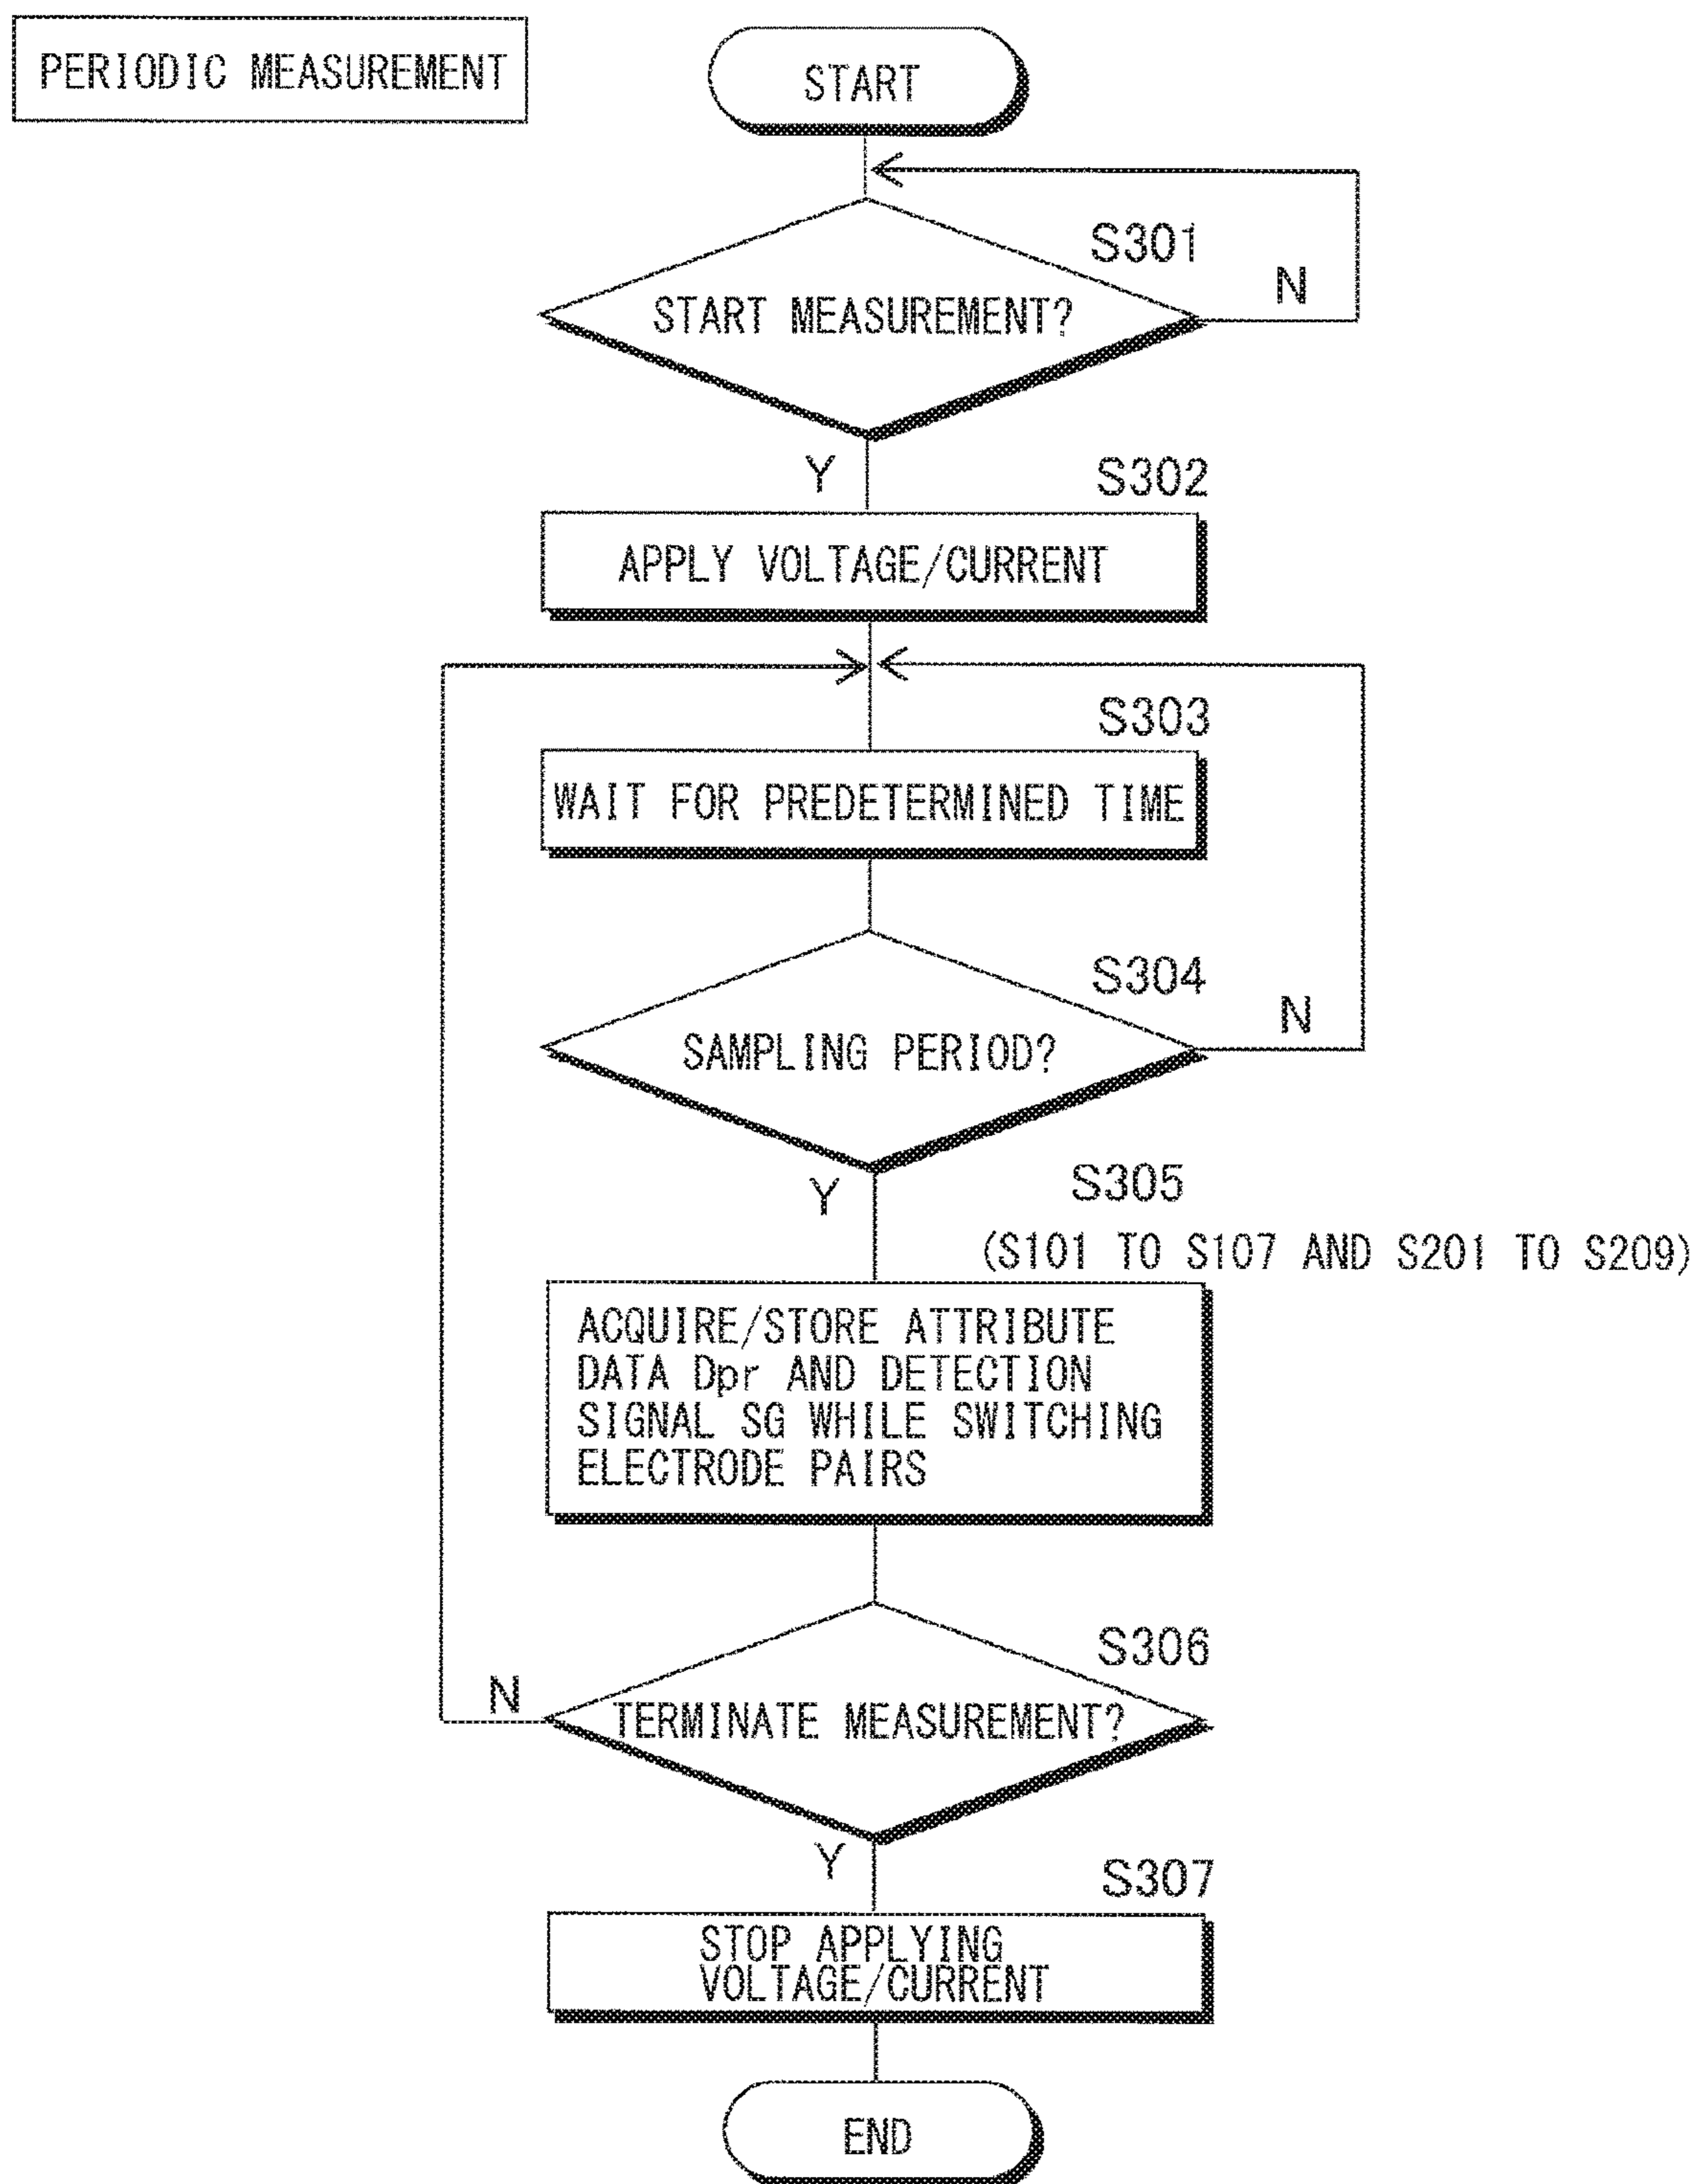 PERIODIC MEASUREMENT
START
S301
START MEASUREMENT?
N
Y
S302
APPLY VOLTAGE/CURRENT
S303
WAIT FOR PREDETERMINED TIME
S304
SAMPLING PERIOD?
N
Y
S305
(S101 TO S107 AND S201 TO S209)
ACQUIRE/STORE ATTRIBUTE
DATA Dpr AND DETECTION
SIGNAL SG WHILE SWITCHING
ELECTRODE PAIRS
S306
N
TERMINATE MEASUREMENT?
Y
S307
STOP APPLYING
VOLTAGE/CURRENT
END